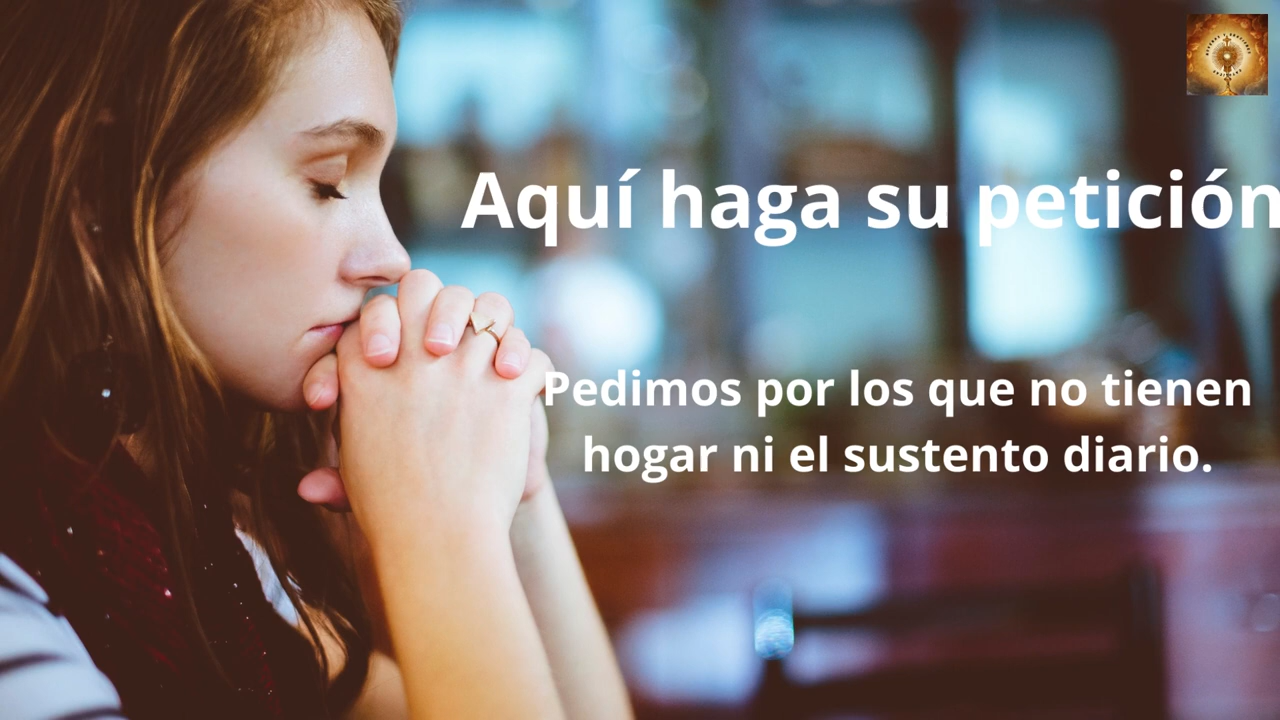 Aquí haga su petición
Pedimos por los que no tienen
hogar ni el sustento diario.